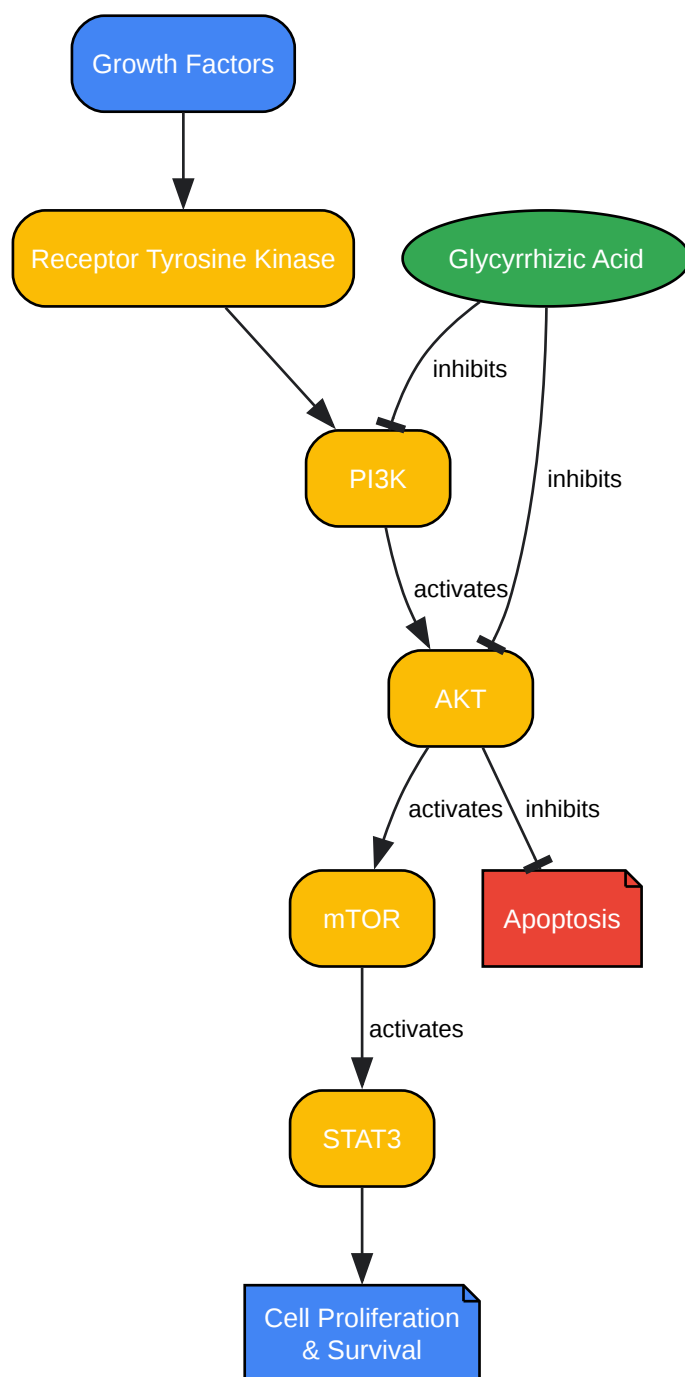 Growth Factors
Receptor Tyrosine Kinase
Glycyrrhizic Acid
inhibits
PI3K
inhibits
activates
AKT
activates
inhibits
mTOR
Apoptosis
activates
STAT3
Cell Proliferation
& Survival